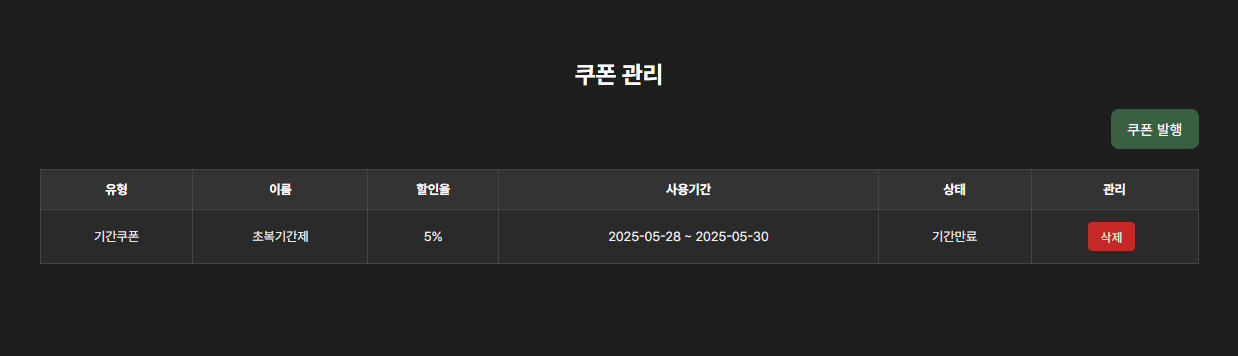 쿠폰 관리
쿠폰 발행
유형 이름 할인율 사용기간 상태 관리
기간쿠폰 초복기간제 5% 2025-05-28 ~ 2025-05-30 기간만료 삭제